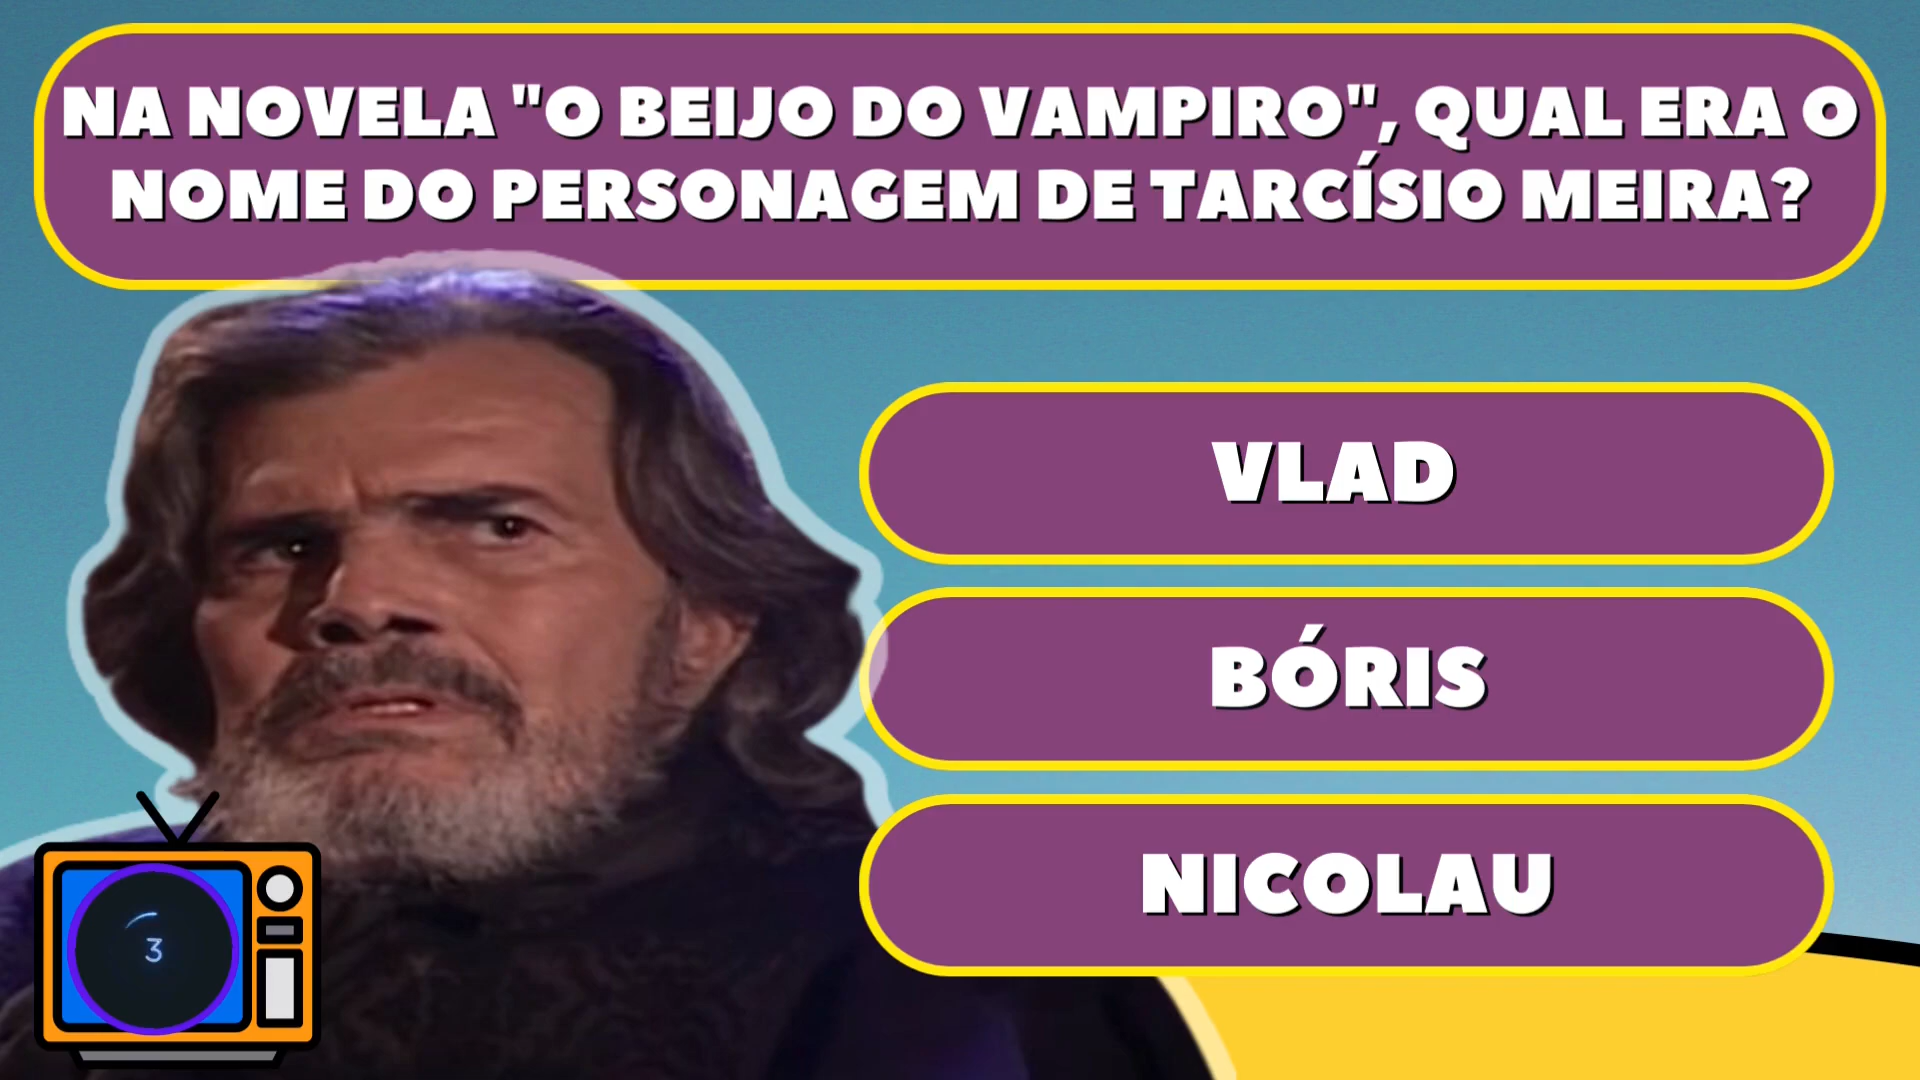 NA NOVELA "O BEIJO DO VAMPIRO", QUAL ERA O
NOME DO PERSONAGEM DE TARCÍSIO MEIRA?
VLAD
BÓRIS
NICOLAU
3